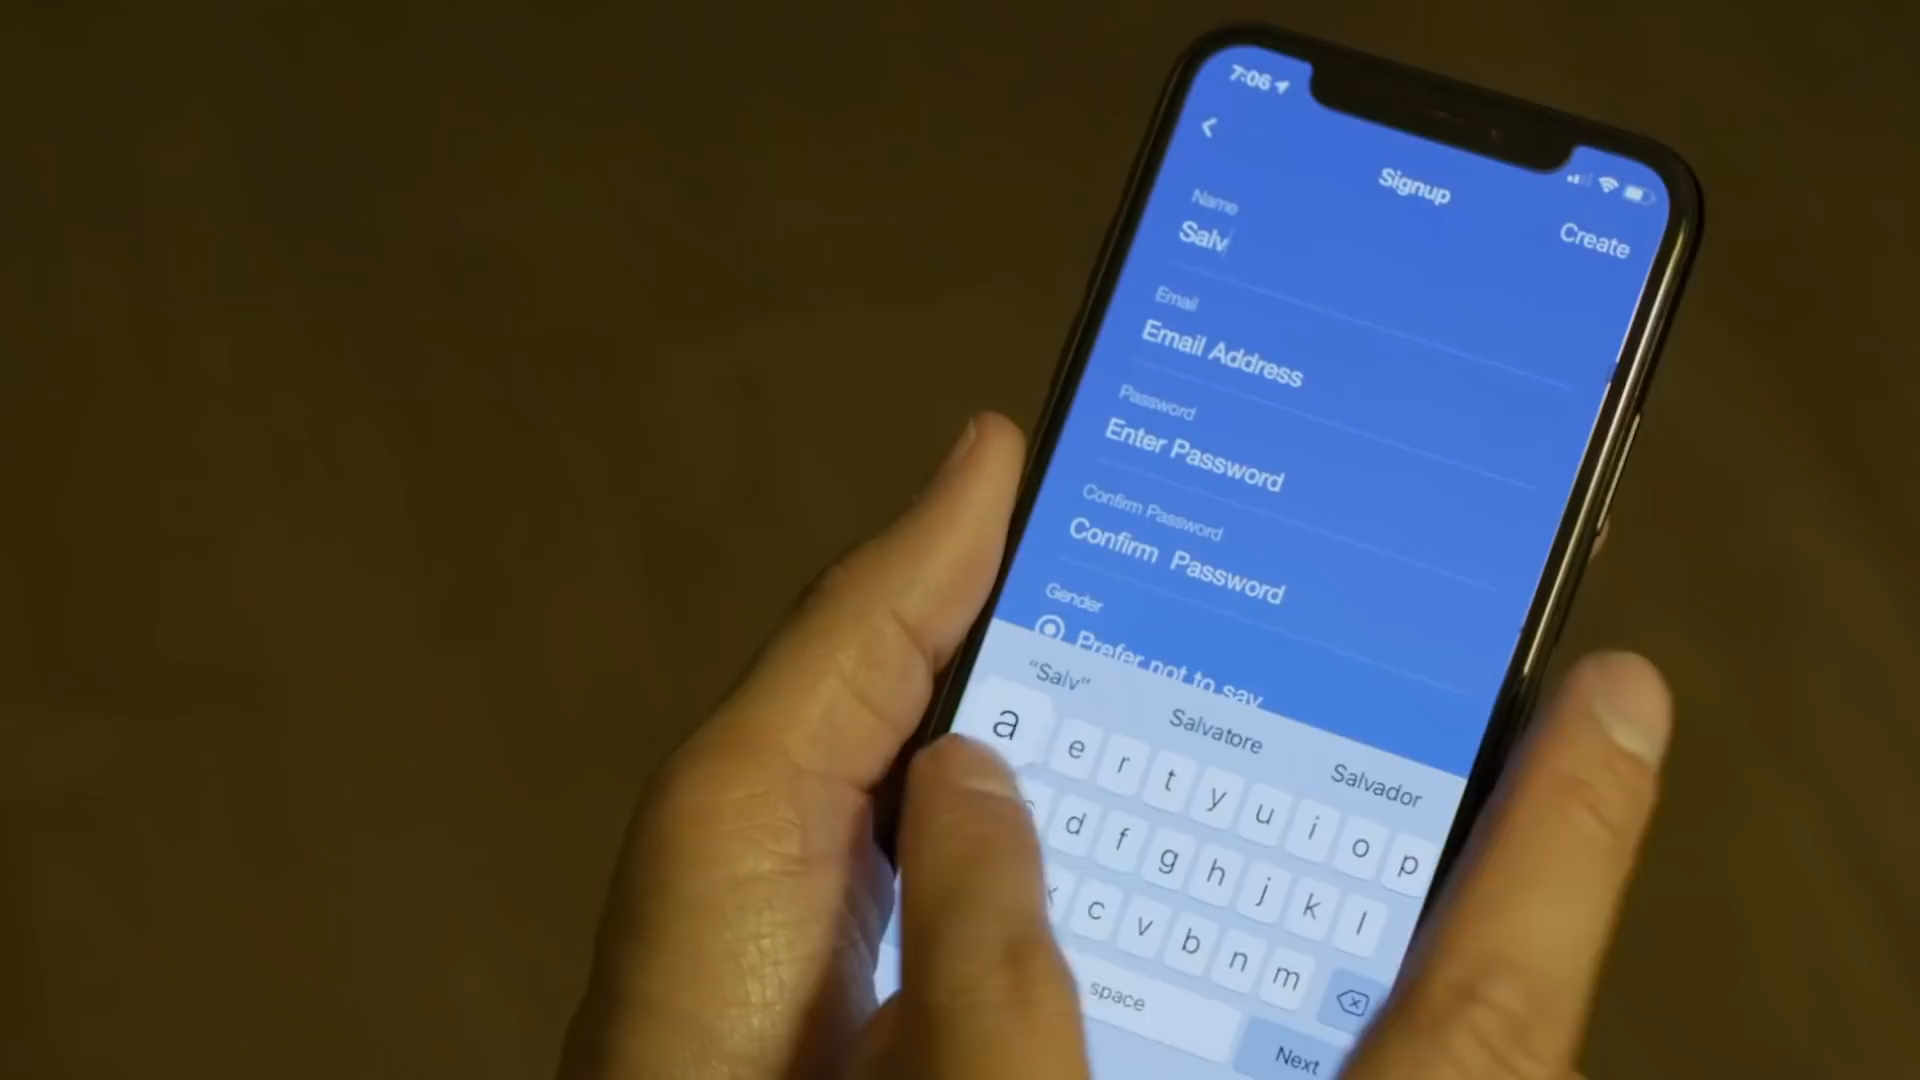 7:06
Signup
Create
Name
Salv
Email
Email Address
Password
Enter Password
Confirm Password
Confirm Password
Gender
Prefer not to say
"Salv" Salvatore Salvador
a e r t y u i o p
d f g h j k l
c v b n m
space
Next